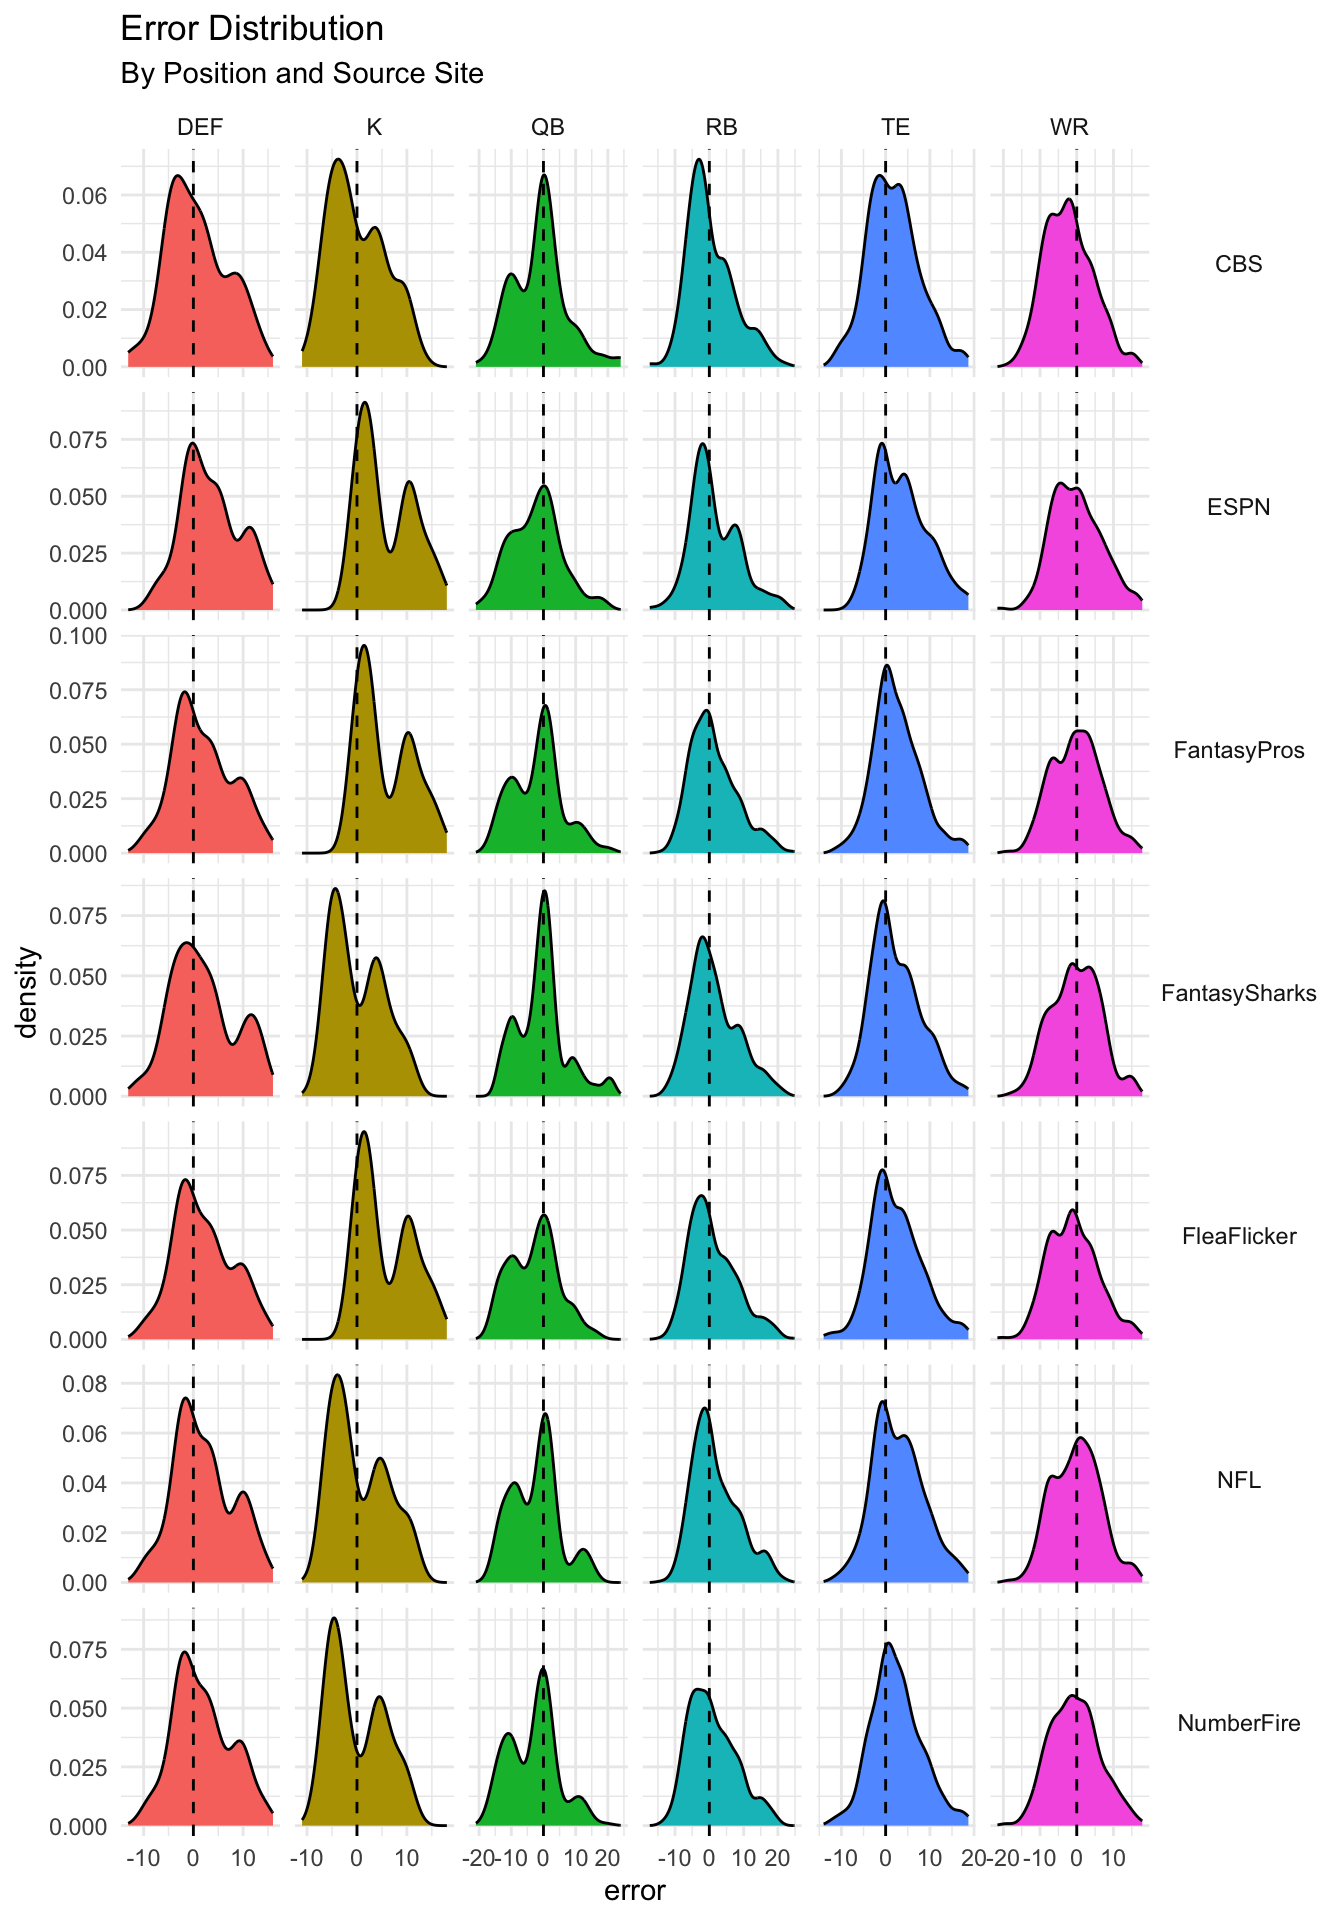 Error Distribution
By Position and Source Site
DEF K QB RB TE WR
0.06
0.04
0.02
0.00
CBS
0.075
0.050
0.025
0.000
ESPN
0.100
0.075
0.050
0.025
0.000
FantasyPros
0.075
0.050
0.025
0.000
FantasySharks
density
0.075
0.050
0.025
0.000
FleaFlicker
0.08
0.06
0.04
0.02
0.00
NFL
0.075
0.050
0.025
0.000
NumberFire
-10 0 10 -10 0 10 -20 -10 0 10 20 -10 0 10 20 -10 0 10 20 -20 -10 0 10
error